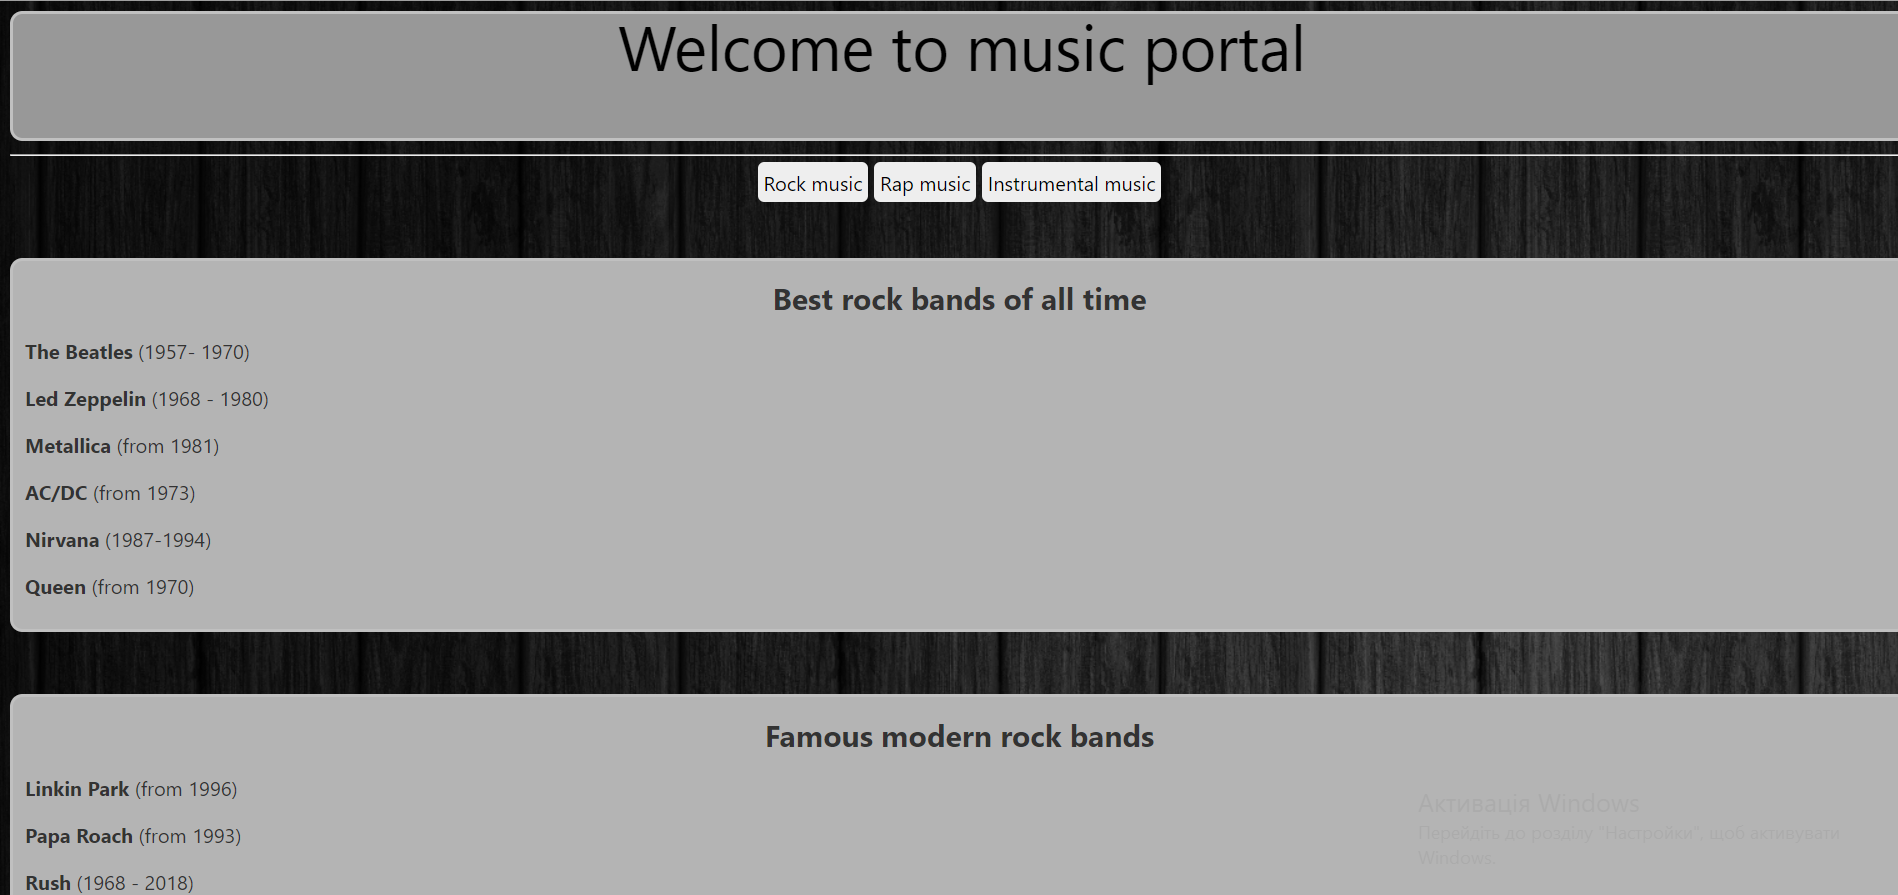 Welcome to music portal
Rock music Rap music Instrumental music
Best rock bands of all time
The Beatles (1957- 1970)
Led Zeppelin (1968 - 1980)
Metallica (from 1981)
AC/DC (from 1973)
Nirvana (1987-1994)
Queen (from 1970)
Famous modern rock bands
Linkin Park (from 1996)
Papa Roach (from 1993)
Rush (1968 - 2018)
Активація Windows
Перейдіть до розділу "Настройки", щоб активувати
Windows.